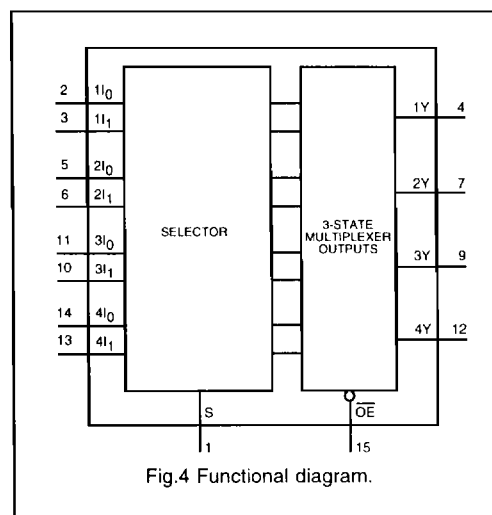 2 1I0
3 1I1
5 2I0
6 2I1
11 3I0
10 3I1
14 4I0
13 4I1
SELECTOR
3-STATE
MULTIPLEXER
OUTPUTS
1Y 4
2Y 7
3Y 9
4Y 12
S
1
OE
15
Fig.4 Functional diagram.